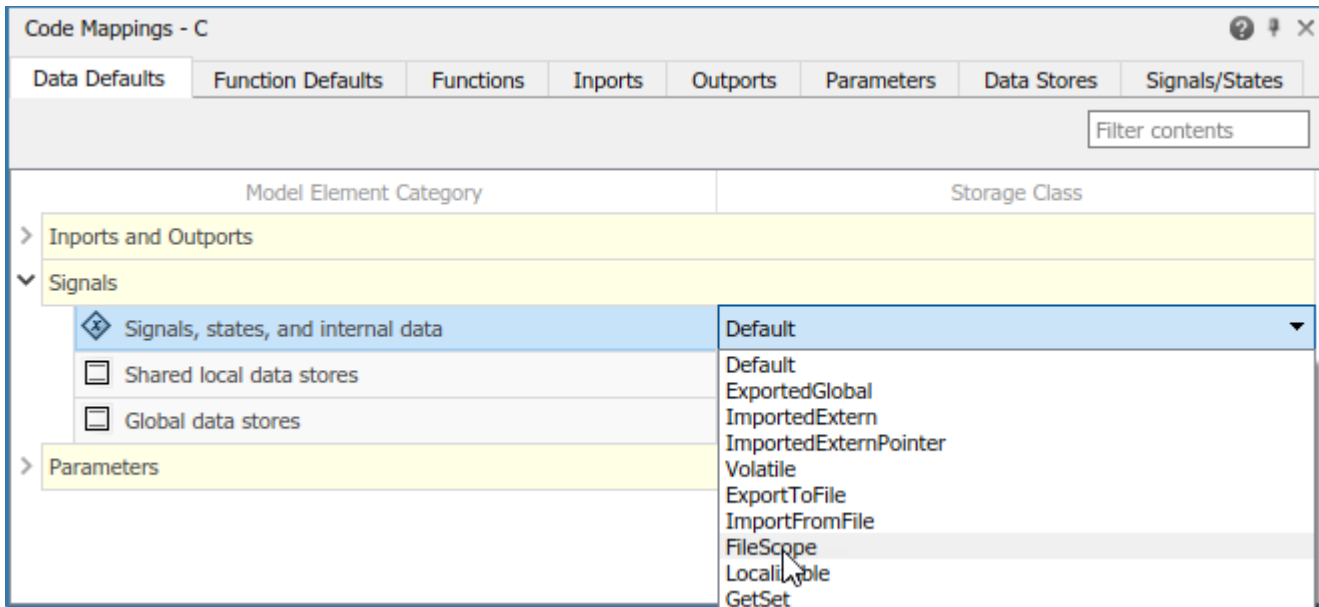 Code Mappings - C
Data Defaults Function Defaults Functions Inports Outports Parameters Data Stores Signals/States
Filter contents
Model Element Category Storage Class
Inports and Outports
Signals
Signals, states, and internal data Default
Default
Shared local data stores
ExportedGlobal
ImportedExtern
Global data stores
ImportedExternPointer
Parameters
Volatile
ExportToFile
ImportFromFile
FileScope
Localizable
GetSet